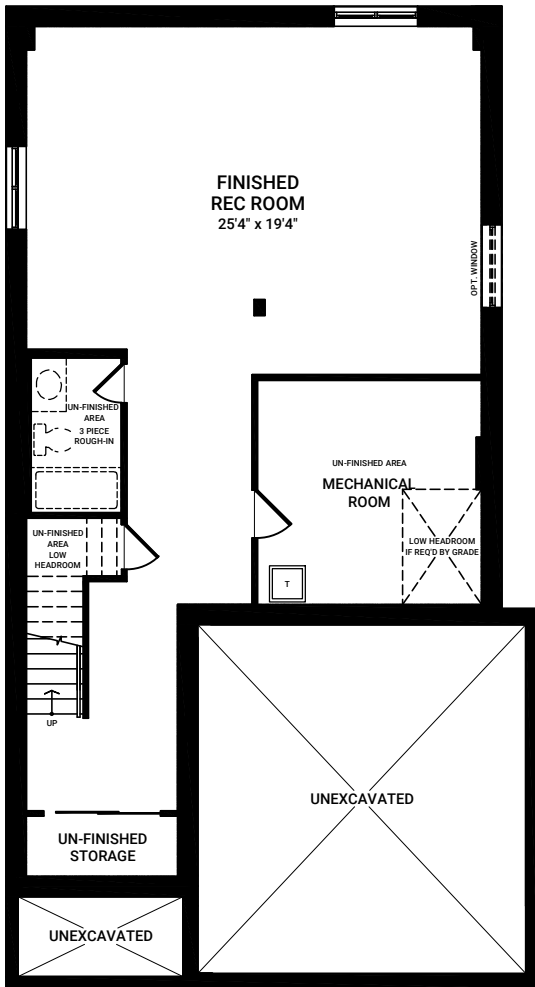 FINISHED
REC ROOM
25'4" x 19'4"
OPT. WINDOW
UN-FINISHED
AREA
3 PIECE
ROUGH-IN
UN-FINISHED AREA
MECHANICAL
ROOM
UN-FINISHED
AREA
LOW
HEADROOM
LOW HEADROOM
IF REQ'D BY GRADE
T
UP
UNEXCAVATED
UN-FINISHED
STORAGE
UNEXCAVATED